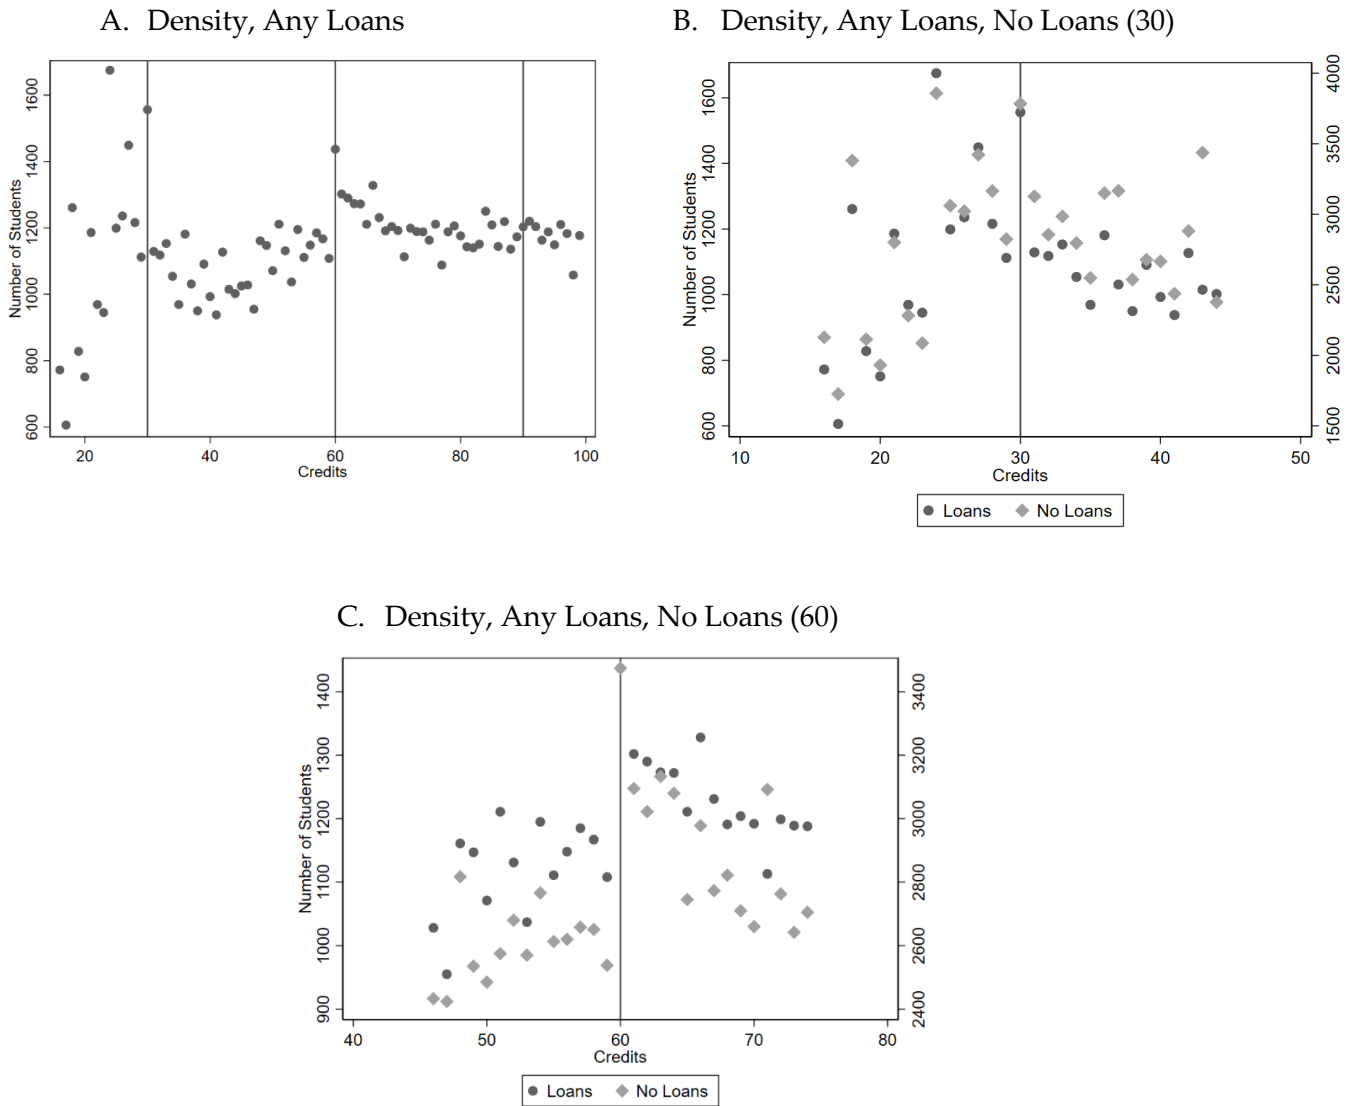 A. Density, Any Loans
Number of Students
1600
1400
1200
1000
800
600
20 40 60 80 100
Credits
B. Density, Any Loans, No Loans (30)
Number of Students
1600
1400
1200
1000
800
600
4000
3500
3000
2500
2000
1500
10 20 30 40 50
Credits
Loans No Loans
C. Density, Any Loans, No Loans (60)
Number of Students
1400
1300
1200
1100
1000
900
3400
3200
3000
2800
2600
2400
40 50 60 70 80
Credits
Loans No Loans